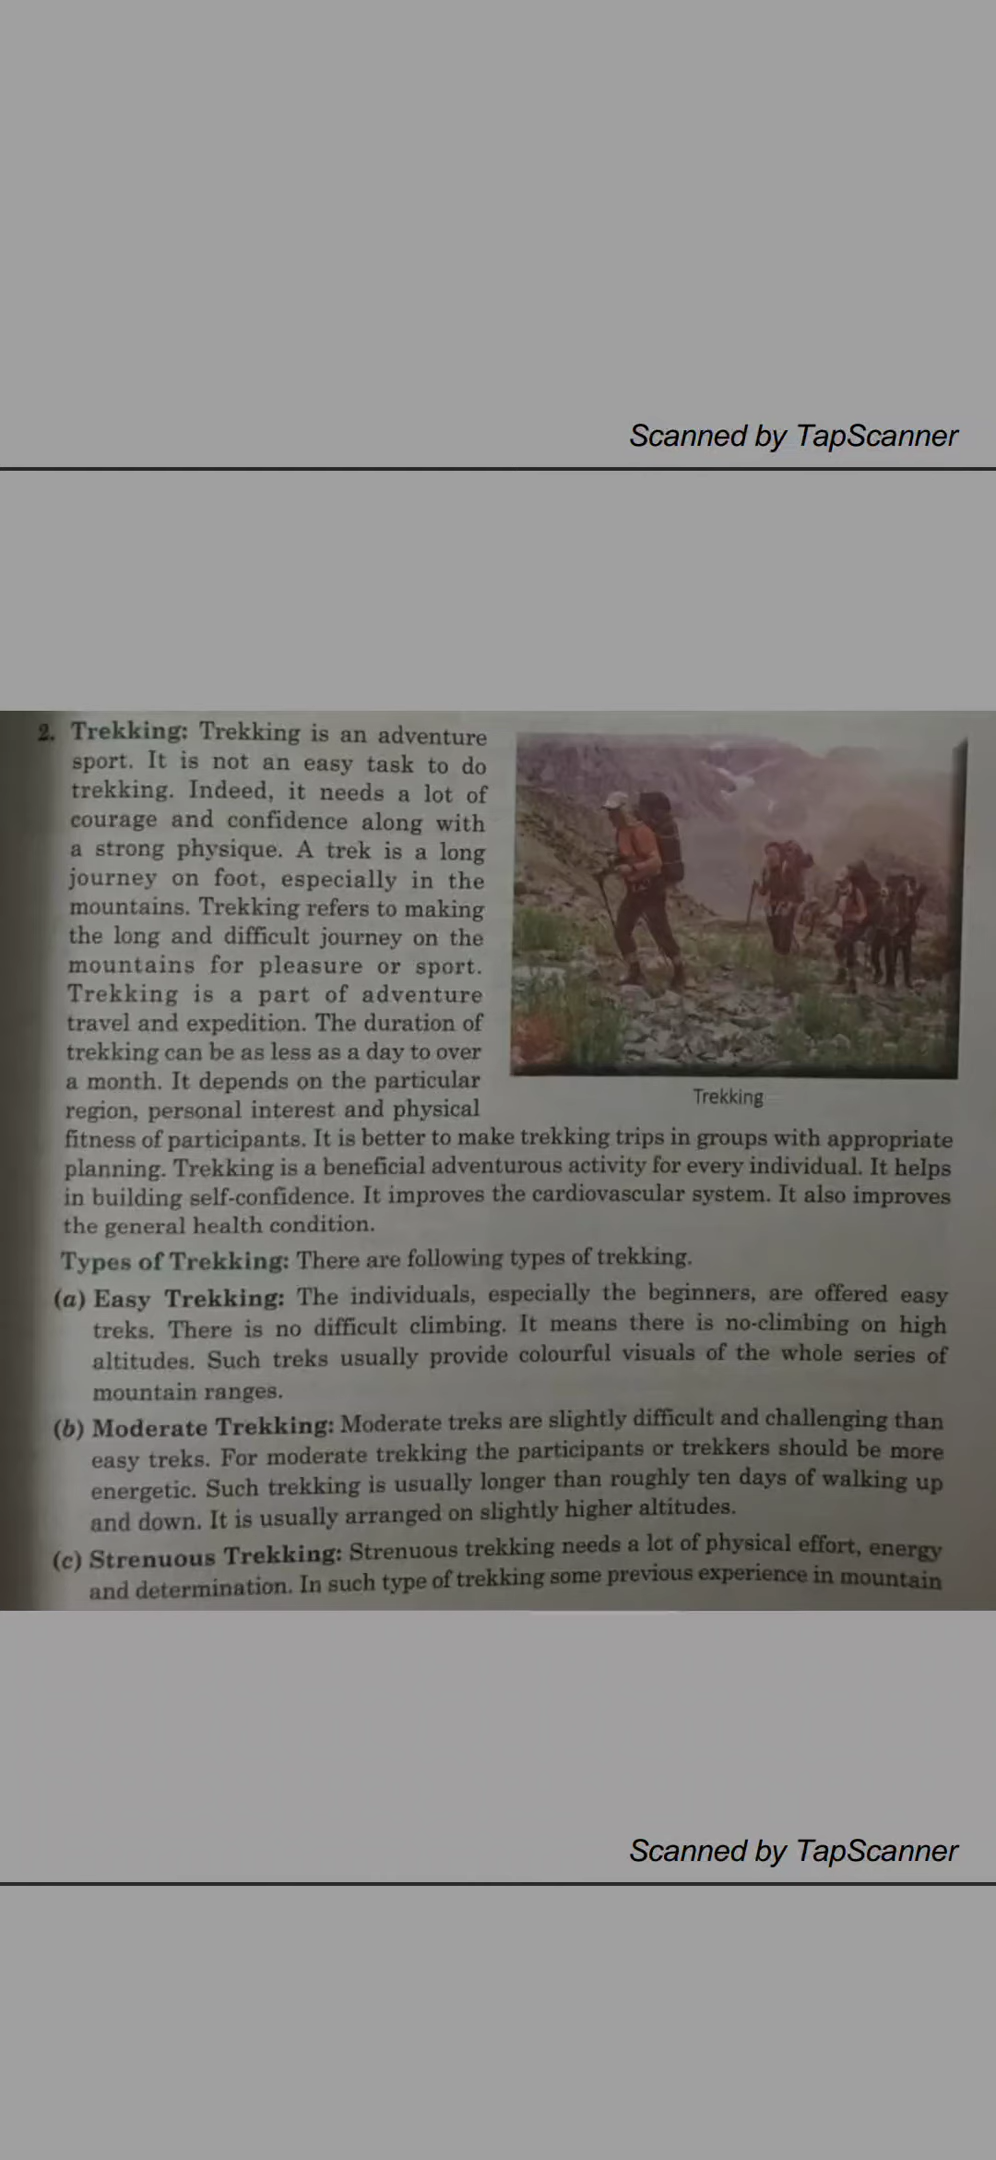 Scanned by TapScanner
2. Trekking: Trekking is an adventure
sport. It is not an easy task to do
trekking. Indeed, it needs a lot of
courage and confidence along with
a strong physique. A trek is a long
journey on foot, especially in the
mountains. Trekking refers to making
the long and difficult journey on the
mountains for pleasure or sport.
Trekking is a part of adventure
travel and expedition. The duration of
trekking can be as less as a day to over
a month. It depends on the particular
region, personal interest and physical
Trekking
fitness of participants. It is better to make trekking trips in groups with appropriate
planning. Trekking is a beneficial adventurous activity for every individual. It helps
in building self-confidence. It improves the cardiovascular system. It also improves
the general health condition.
Types of Trekking: There are following types of trekking.
(a) Easy Trekking: The individuals, especially the beginners, are offered easy
treks. There is no difficult climbing. It means there is no-climbing on high
altitudes. Such treks usually provide colourful visuals of the whole series of
mountain ranges.
(b) Moderate Trekking: Moderate treks are slightly difficult and challenging than
easy treks. For moderate trekking the participants or trekkers should be more
energetic. Such trekking is usually longer than roughly ten days of walking up
and down. It is usually arranged on slightly higher altitudes.
(c) Strenuous Trekking: Strenuous trekking needs a lot of physical effort, energy
and determination. In such type of trekking some previous experience in mountain
Scanned by TapScanner